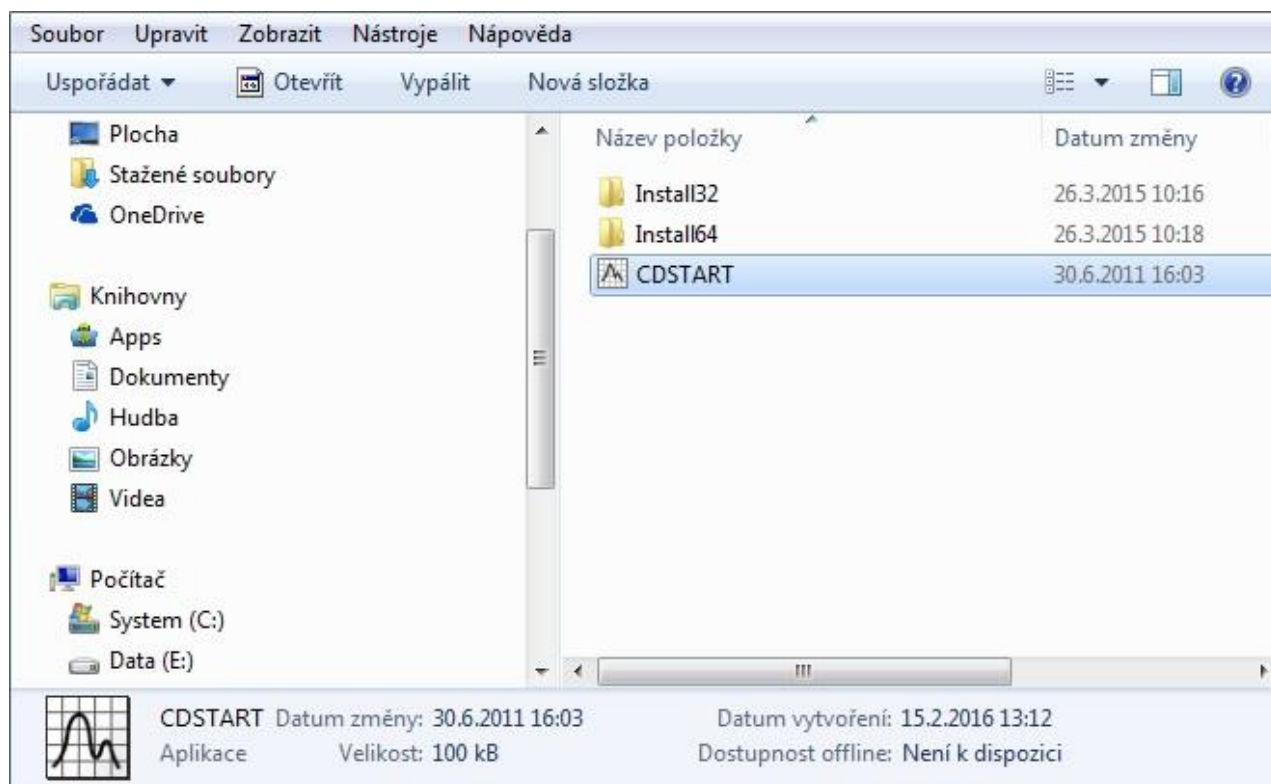 Soubor Upravit Zobrazit Nástroje Nápověda
Uspořádat Otevřít Vypálit Nová složka
Plocha
Stažené soubory
OneDrive
Knihovny
Apps
Dokumenty
Hudba
Obrázky
Videa
Počítač
System (C:)
Data (E:)
Název položky Datum změny
Install32 26.3.2015 10:16
Install64 26.3.2015 10:18
CDSTART 30.6.2011 16:03
CDSTART Datum změny: 30.6.2011 16:03 Datum vytvoření: 15.2.2016 13:12
Aplikace Velikost: 100 kB Dostupnost offline: Není k dispozici